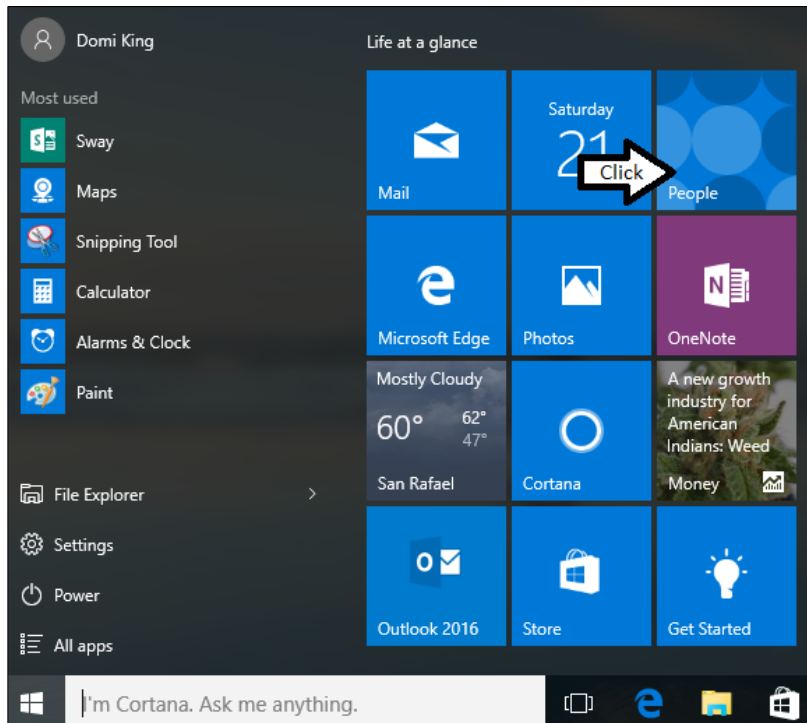 Domi King
Most used
Sway
Maps
Snipping Tool
Calculator
Alarms & Clock
Paint
File Explorer
Settings
Power
All apps
Life at a glance
Mail
Saturday
21
Click
People
Microsoft Edge
Photos
N
OneNote
Mostly Cloudy
60° 62°
47°
San Rafael
Cortana
A new growth
industry for
American
Indians: Weed
Money
Outlook 2016
Store
Get Started
I'm Cortana. Ask me anything.